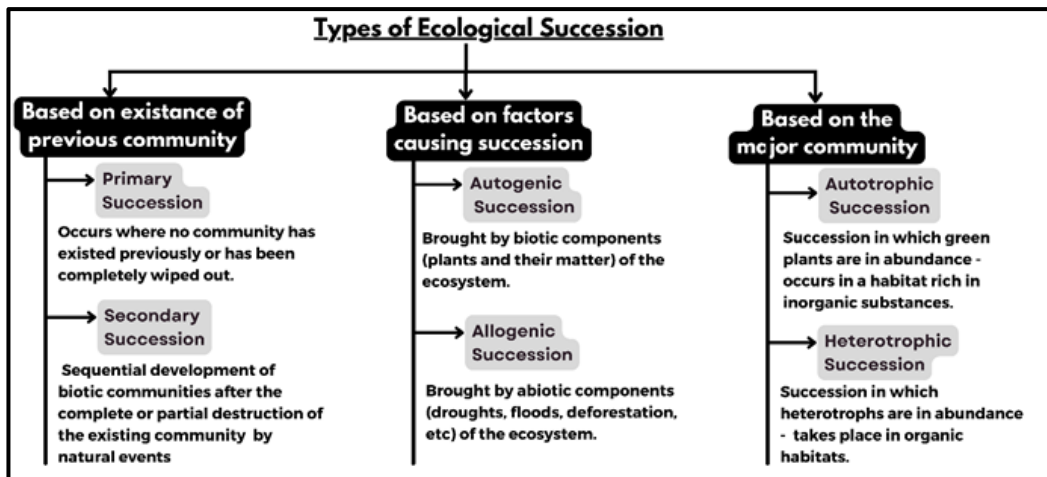 Types of Ecological Succession
Based on existance of
previous community
Primary
Succession
Occurs where no community has
existed previously or has been
completely wiped out.
Secondary
Succession
Sequential development of
biotic communities after the
complete or partial destruction of
the existing community by
natural events
Based on factors
causing succession
Autogenic
Succession
Brought by biotic components
(plants and their matter) of the
ecosystem.
Allogenic
Succession
Brought by abiotic components
(droughts, floods, deforestation,
etc) of the ecosystem.
Based on the
major community
Autotrophic
Succession
Succession in which green
plants are in abundance -
occurs in a habitat rich in
inorganic substances.
Heterotrophic
Succession
Succession in which
heterotrophs are in abundance
- takes place in organic
habitats.